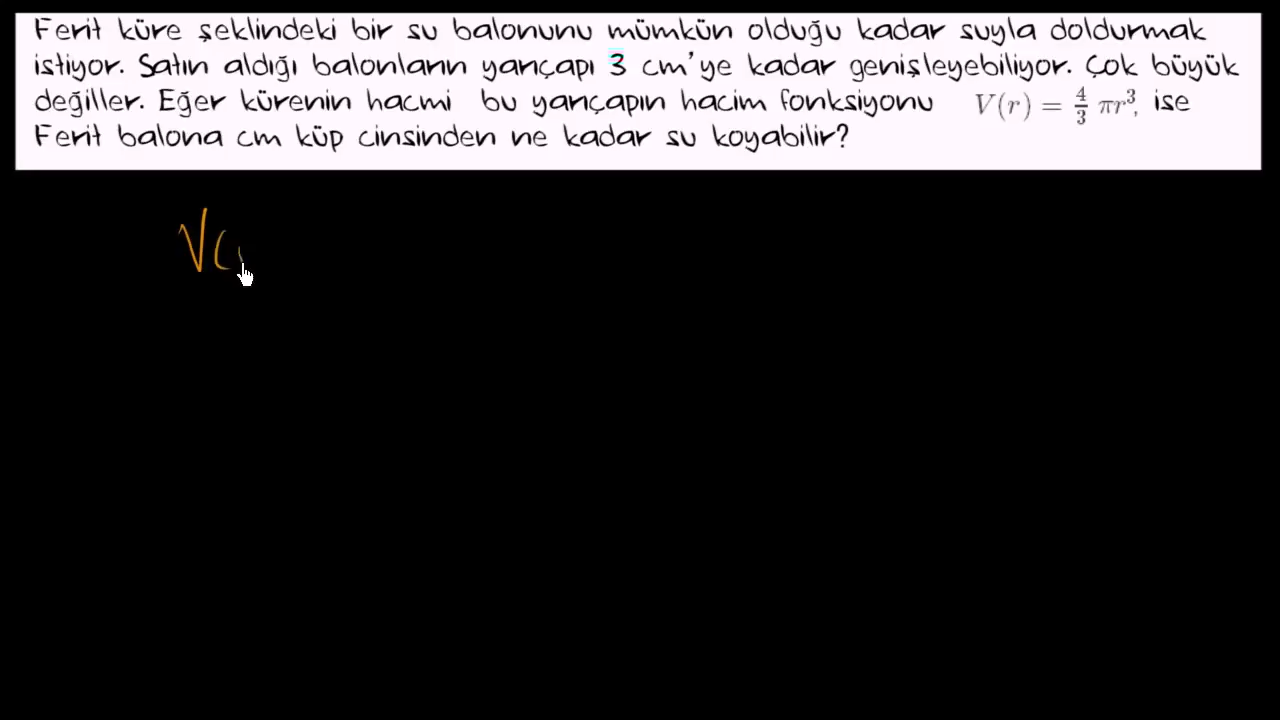 Ferit küre şeklindeki bir su balonunu mümkün olduğu kadar suyla doldurmak
istiyor. Satın aldığı balonların yarıçapı 3 cm'ye kadar genişleyebiliyor. Çok büyük
değiller. Eğer kürenin hacmi bu yarıçapın hacim fonksiyonu V(r) = 4/3 πr³, ise
Ferit balona cm küp cinsinden ne kadar su koyabilir?
V(